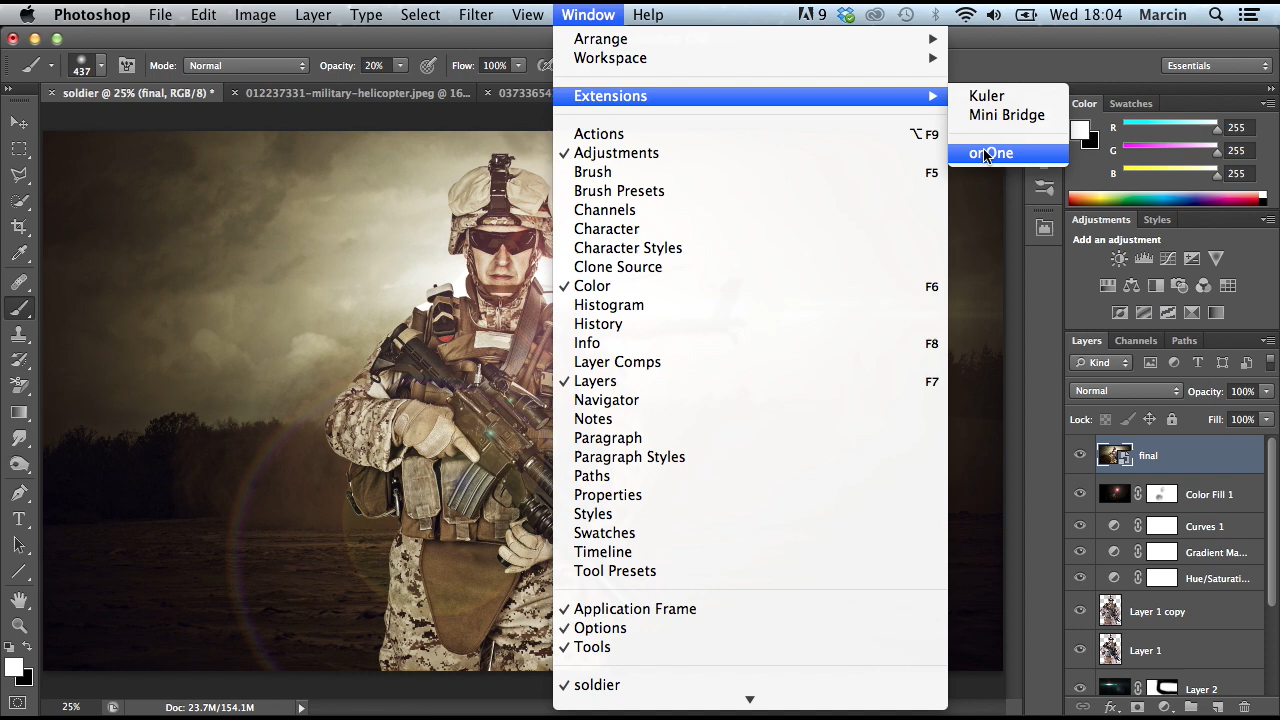 Photoshop File Edit Image Layer Type Select Filter View Window Help 9 Wed 18:04 Marcin
437 Mode: Normal Opacity: 20% Flow: 100% Essentials
× soldier @ 25% (final, RGB/8) * × 012237331-military-helicopter.jpeg @ 16... × 03733654
Arrange
Workspace
Extensions
Actions ⌥F9
Adjustments
Brush F5
Brush Presets
Channels
Character
Character Styles
Clone Source
Color F6
Histogram
History
Info F8
Layer Comps
Layers F7
Navigator
Notes
Paragraph
Paragraph Styles
Paths
Properties
Styles
Swatches
Timeline
Tool Presets
Application Frame
Options
Tools
soldier
Kuler
Mini Bridge
onOne
Color Swatches
R 255
G 255
B 255
Adjustments Styles
Add an adjustment
Layers Channels Paths
Kind
Normal Opacity: 100%
Lock: Fill: 100%
final
Color Fill 1
Curves 1
Gradient Ma...
Hue/Saturati...
Layer 1 copy
Layer 1
Layer 2
fx
25% Doc: 23.7M/154.1M